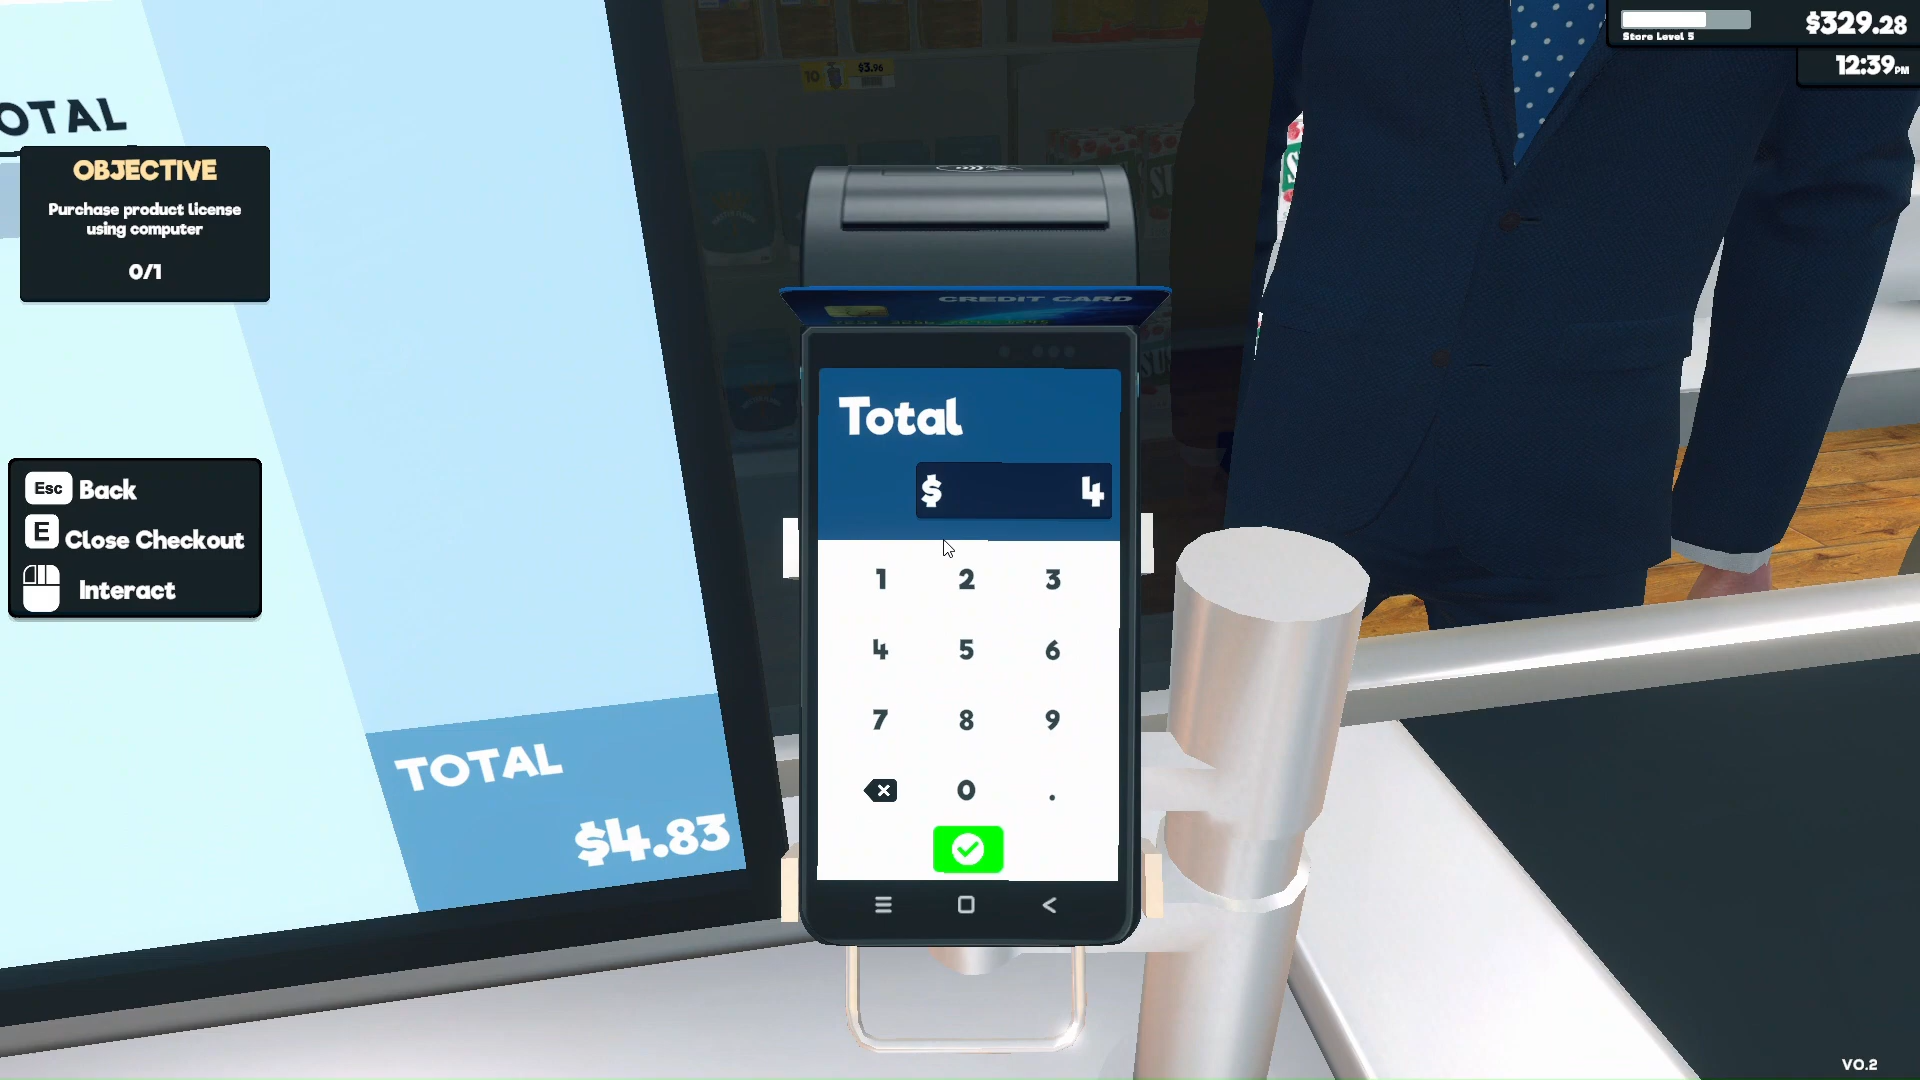 OTAL
OBJECTIVE
Purchase product license
using computer
0/1
Esc Back
E Close Checkout
Interact
TOTAL
$4.83
10 $3.96
CREDIT CARD
Total
$ 4
1 2 3
4 5 6
7 8 9
0 .
Store Level 5
$329.28
12:39PM
V0.2